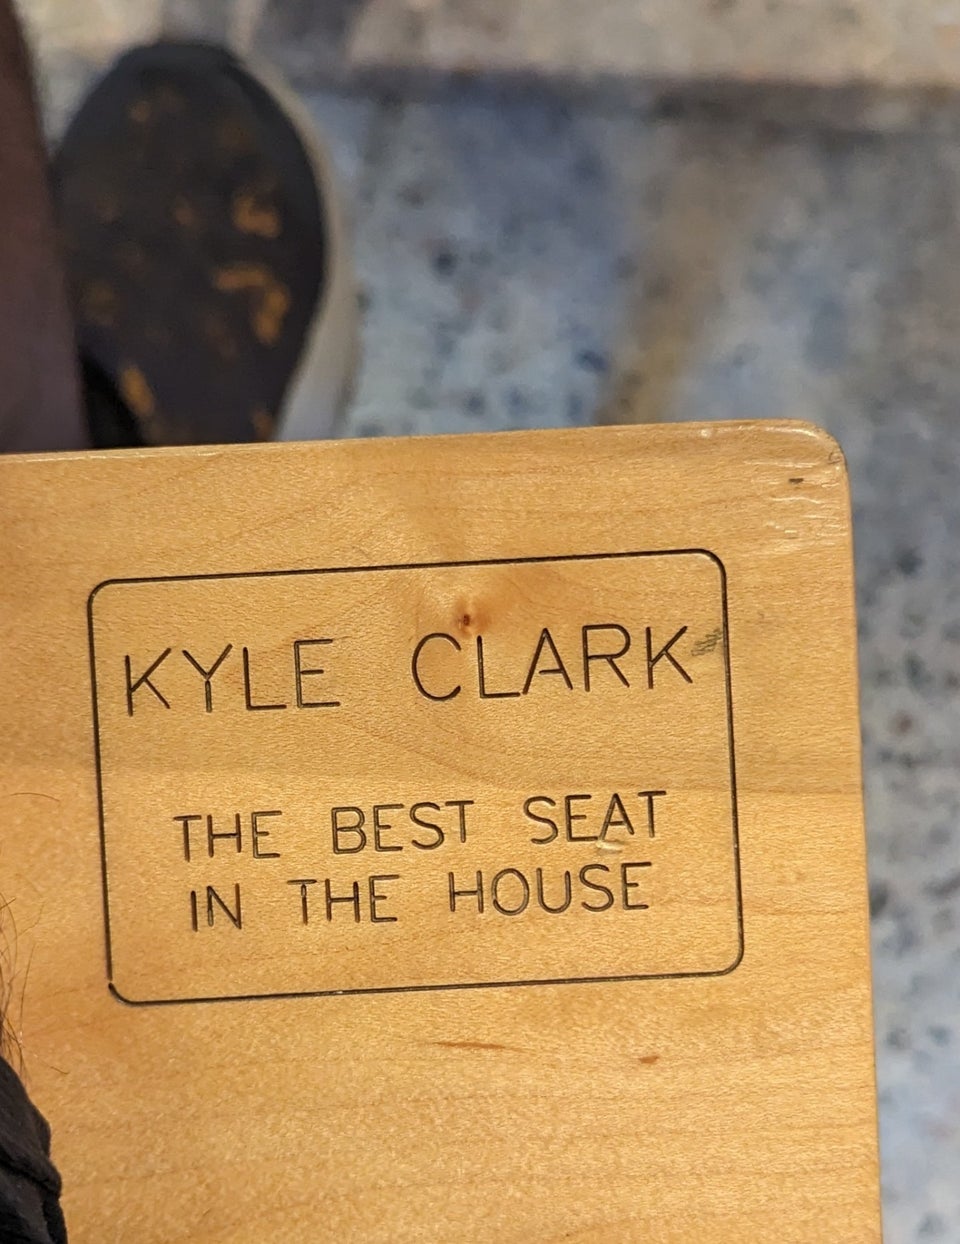 KYLE CLARK
THE BEST SEAT
IN THE HOUSE